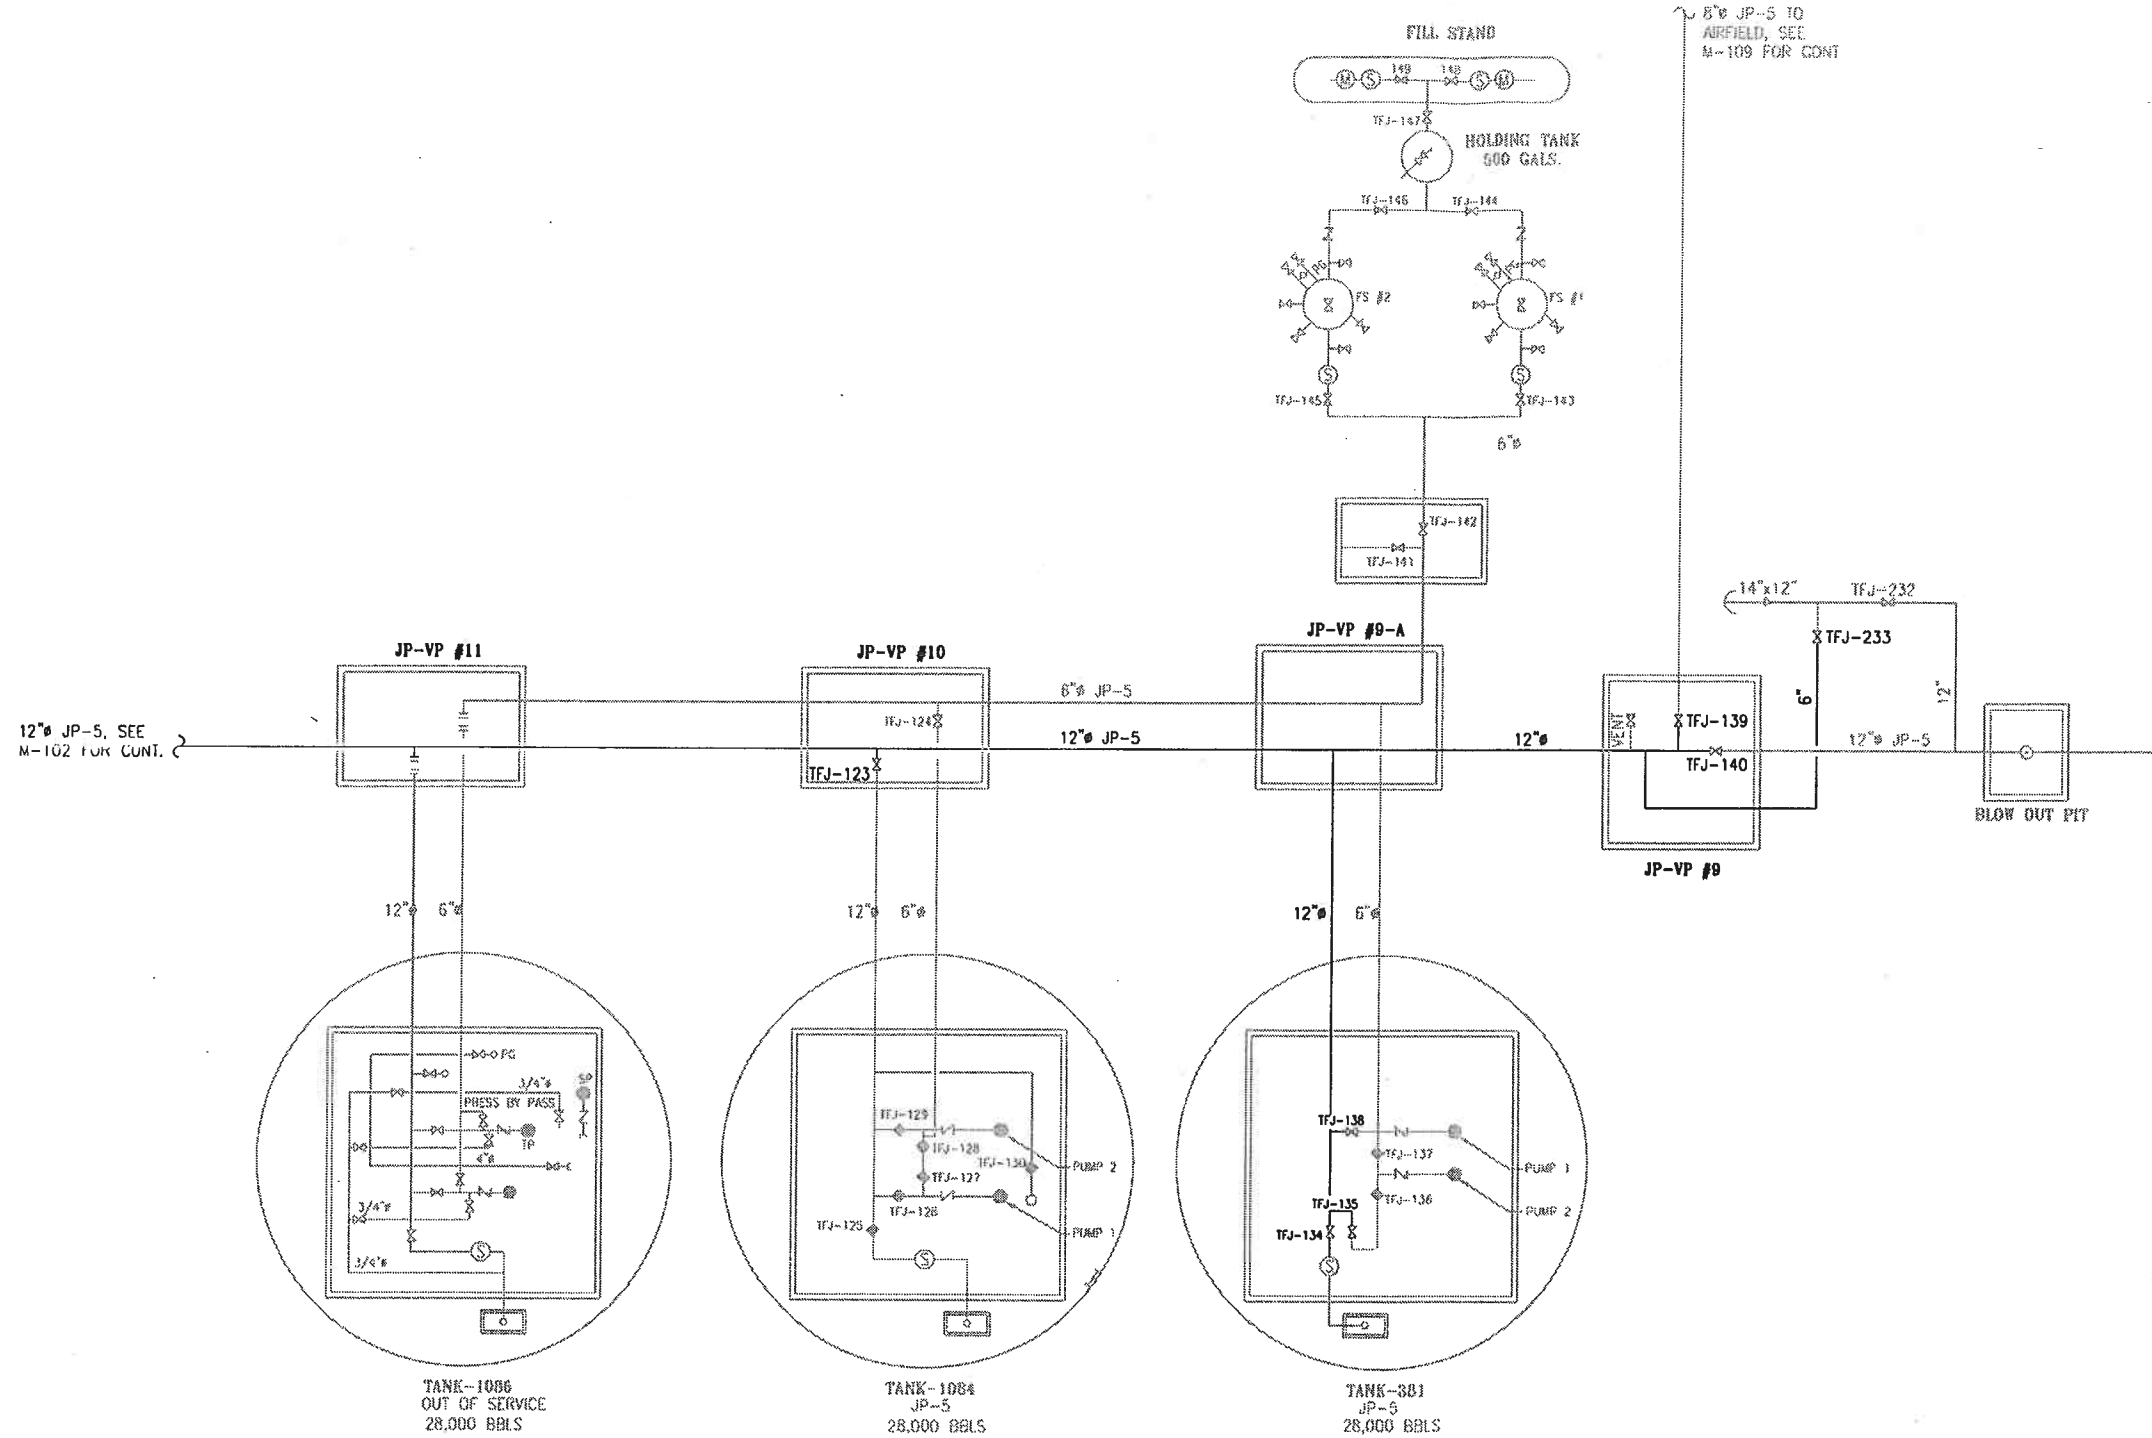 8"ø JP-5 TO
AIRFIELD, SEE
M-109 FOR CONT
FILL STAND
M S 149 148 S M
TFJ-147
HOLDING TANK
600 GALS.
TFJ-146
TFJ-144
PG
FS #2
FS #1
S
S
TFJ-145
TFJ-143
6"ø
TFJ-142
TFJ-141
14"x12"
TFJ-232
TFJ-233
JP-VP #11
JP-VP #10
JP-VP #9-A
6"ø JP-5
6"
12"
12"ø JP-5, SEE
M-102 FOR CONT.
TFJ-124
TFJ-123
12"ø JP-5
12"ø
VENT
TFJ-139
TFJ-140
12"ø JP-5
BLOW OUT PIT
JP-VP #9
12"ø
6"ø
12"ø
6"ø
12"ø
6"ø
PG
3/4"ø
PRESS BY PASS
SP
TP
4"ø
3/4"ø
S
3/4"ø
TFJ-129
TFJ-128
TFJ-130
TFJ-127
TFJ-126
TFJ-125
PUMP 2
PUMP 1
S
TFJ-138
TFJ-137
TFJ-136
TFJ-135
TFJ-134
PUMP 1
PUMP 2
S
TANK-1086
OUT OF SERVICE
28,000 BBLS
TANK-1084
JP-5
28,000 BBLS
TANK-381
JP-5
28,000 BBLS